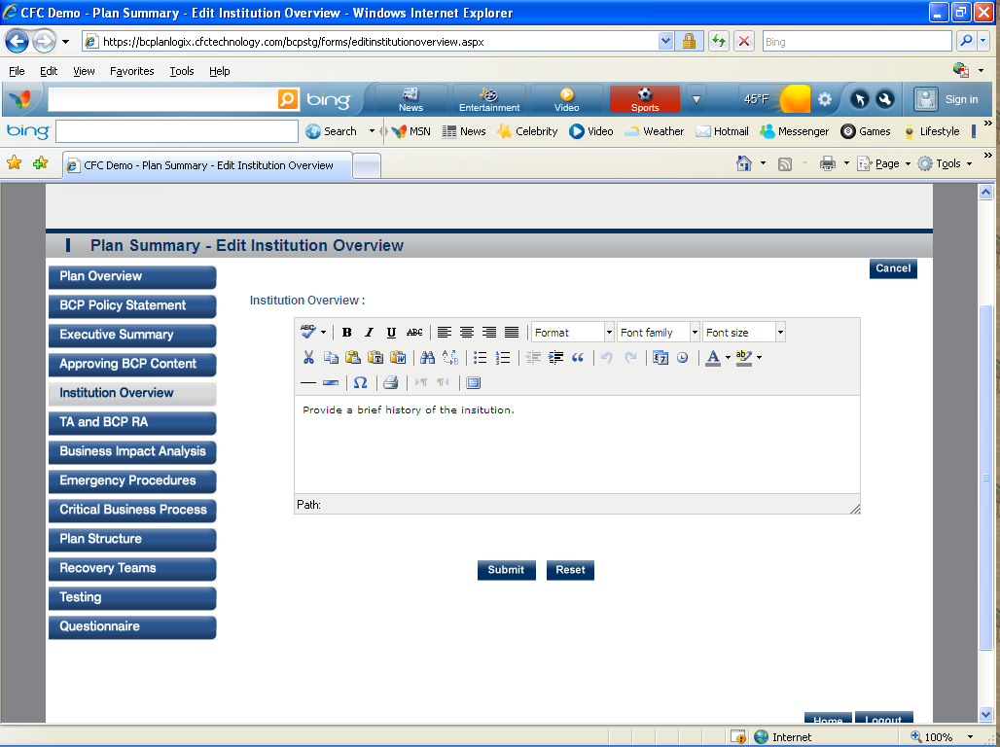 CFC Demo - Plan Summary - Edit Institution Overview - Windows Internet Explorer
https://bcplanlogix.cfctechnology.com/bcpstg/forms/editinstitutionoverview.aspx
Bing
File Edit View Favorites Tools Help
bing News Entertainment Video Sports 45°F Sign in
bing Search MSN News Celebrity Video Weather Hotmail Messenger Games Lifestyle
CFC Demo - Plan Summary - Edit Institution Overview Page Tools
Plan Summary - Edit Institution Overview
Cancel
Plan Overview
BCP Policy Statement
Executive Summary
Approving BCP Content
Institution Overview
TA and BCP RA
Business Impact Analysis
Emergency Procedures
Critical Business Process
Plan Structure
Recovery Teams
Testing
Questionnaire
Institution Overview :
ABC B I U ABC Format Font family Font size
A ab
Ω
Provide a brief history of the insitution.
Path:
Submit Reset
Home Logout
Internet 100%